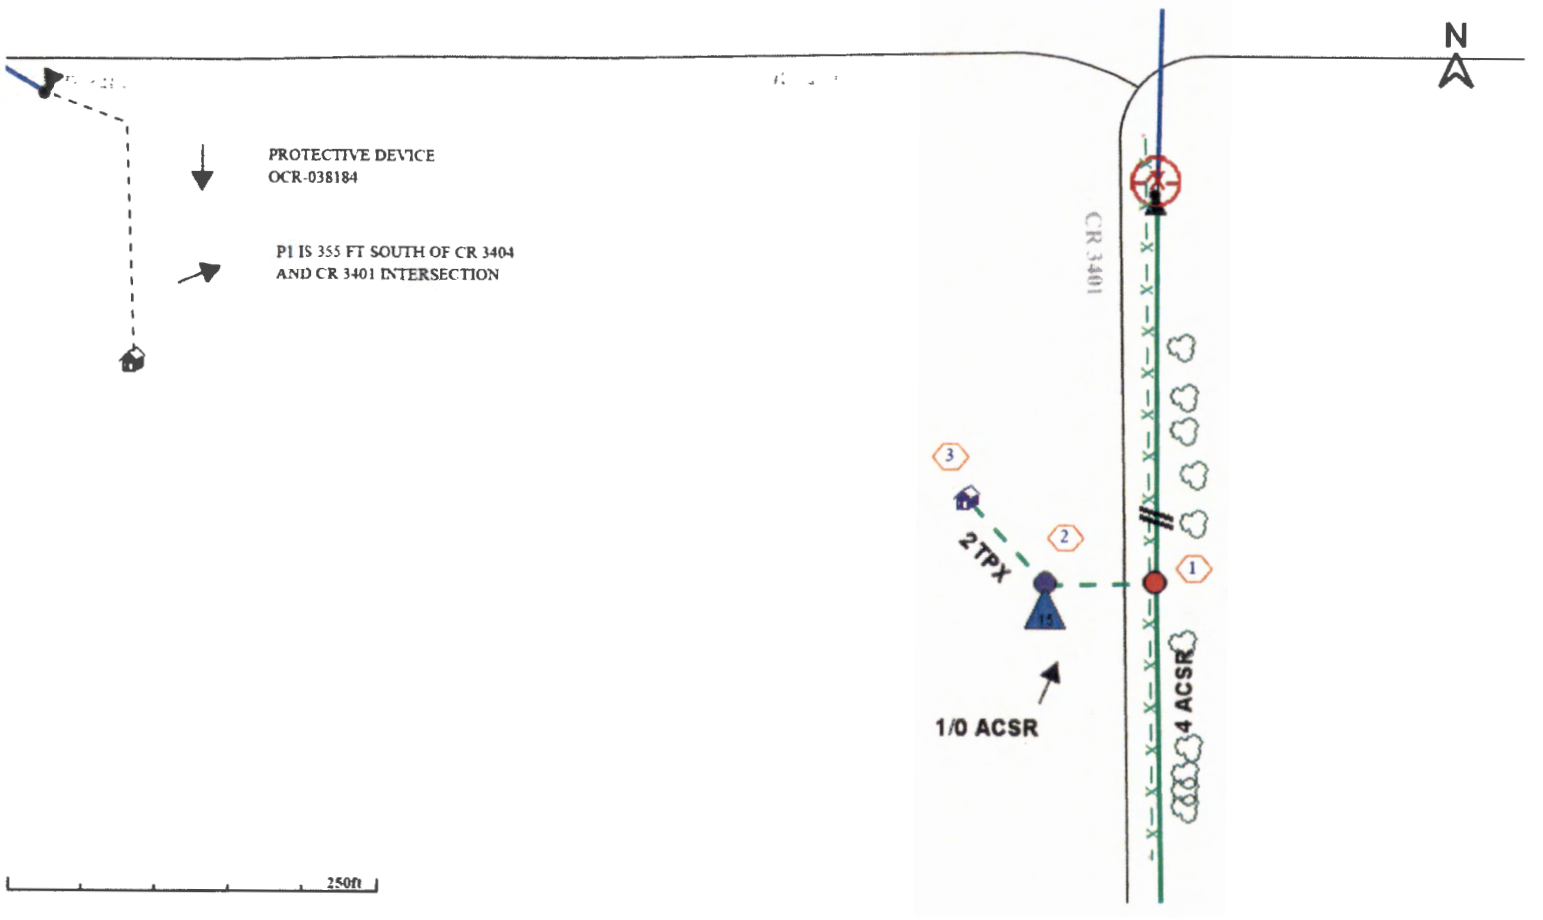 N
PROTECTIVE DEVICE
OCR-038184
P1 IS 355 FT SOUTH OF CR 3404
AND CR 3401 INTERSECTION
CR 3401
3
2
2 TPX
1
15
4 ACSR
1/0 ACSR
250ft